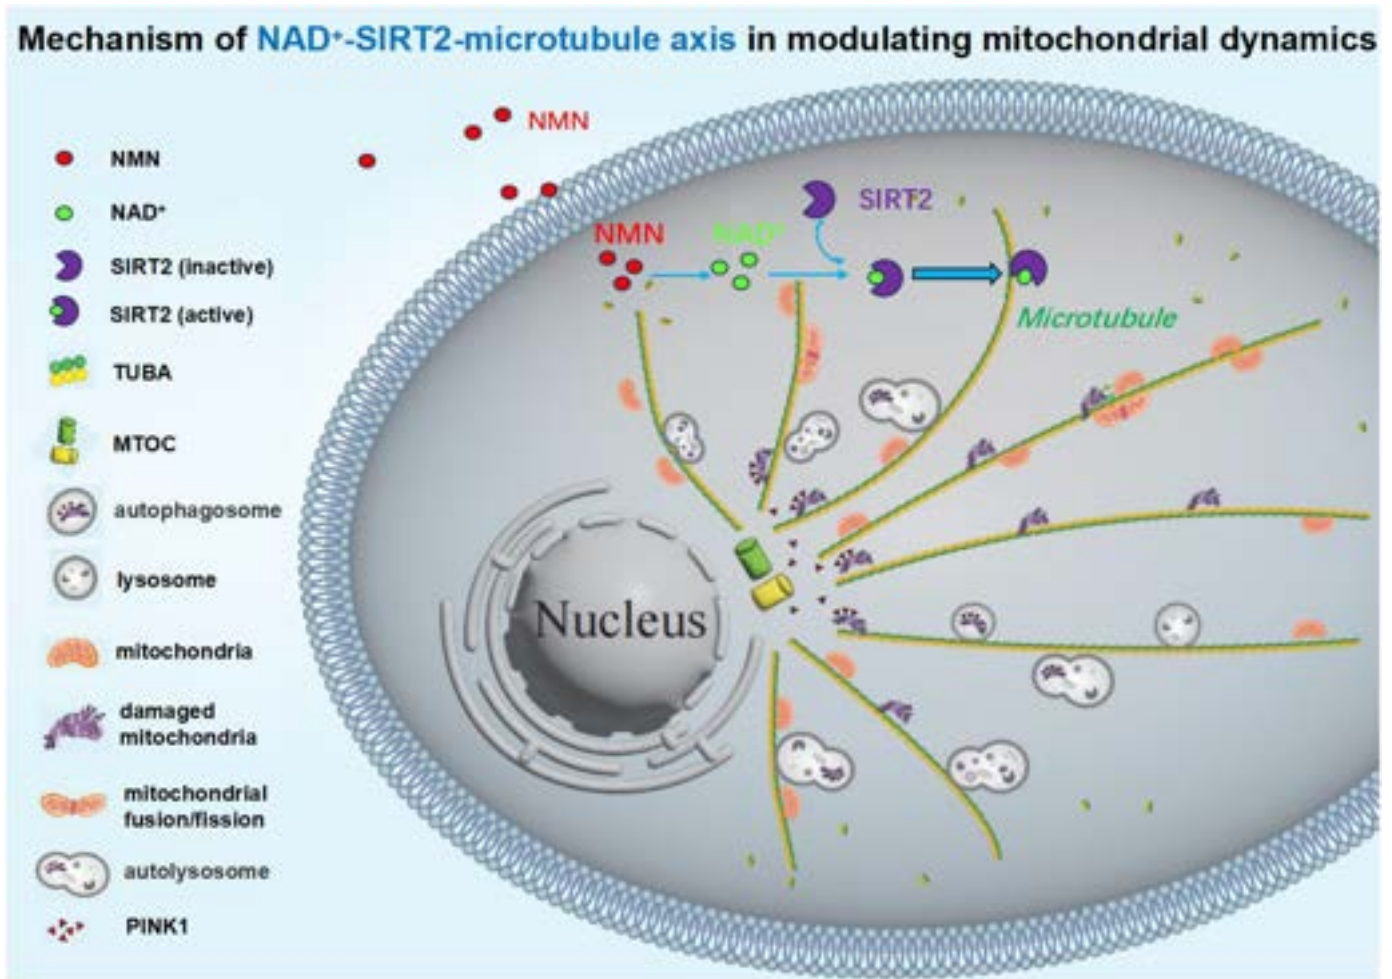 Mechanism of NAD⁺-SIRT2-microtubule axis in modulating mitochondrial dynamics
NMN
NMN
NAD⁺
SIRT2 (inactive)
SIRT2 (active)
TUBA
MTOC
autophagosome
lysosome
mitochondria
damaged
mitochondria
mitochondrial
fusion/fission
autolysosome
PINK1
SIRT2
NMN
NAD⁺
Microtubule
Nucleus